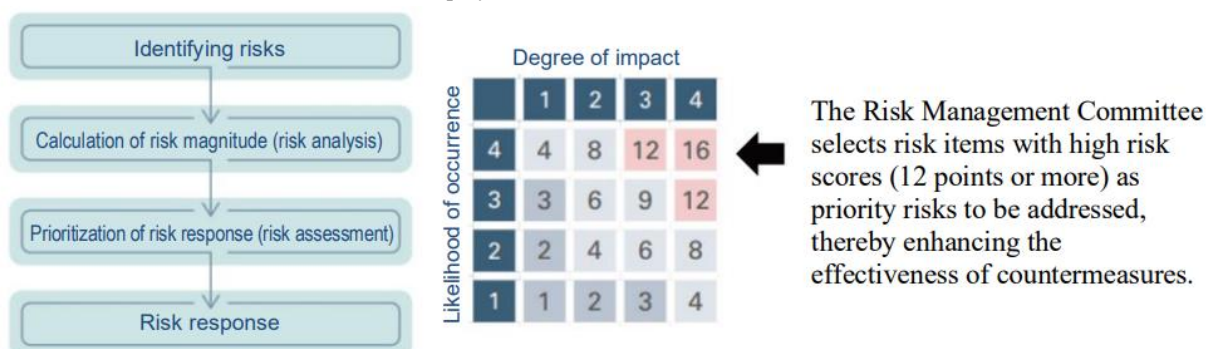 Identifying risks
Calculation of risk magnitude (risk analysis)
Prioritization of risk response (risk assessment)
Risk response
Degree of impact
Likelihood of occurrence
1 2 3 4
4 4 8 12 16
3 3 6 9 12
2 2 4 6 8
1 1 2 3 4
The Risk Management Committee
selects risk items with high risk
scores (12 points or more) as
priority risks to be addressed,
thereby enhancing the
effectiveness of countermeasures.